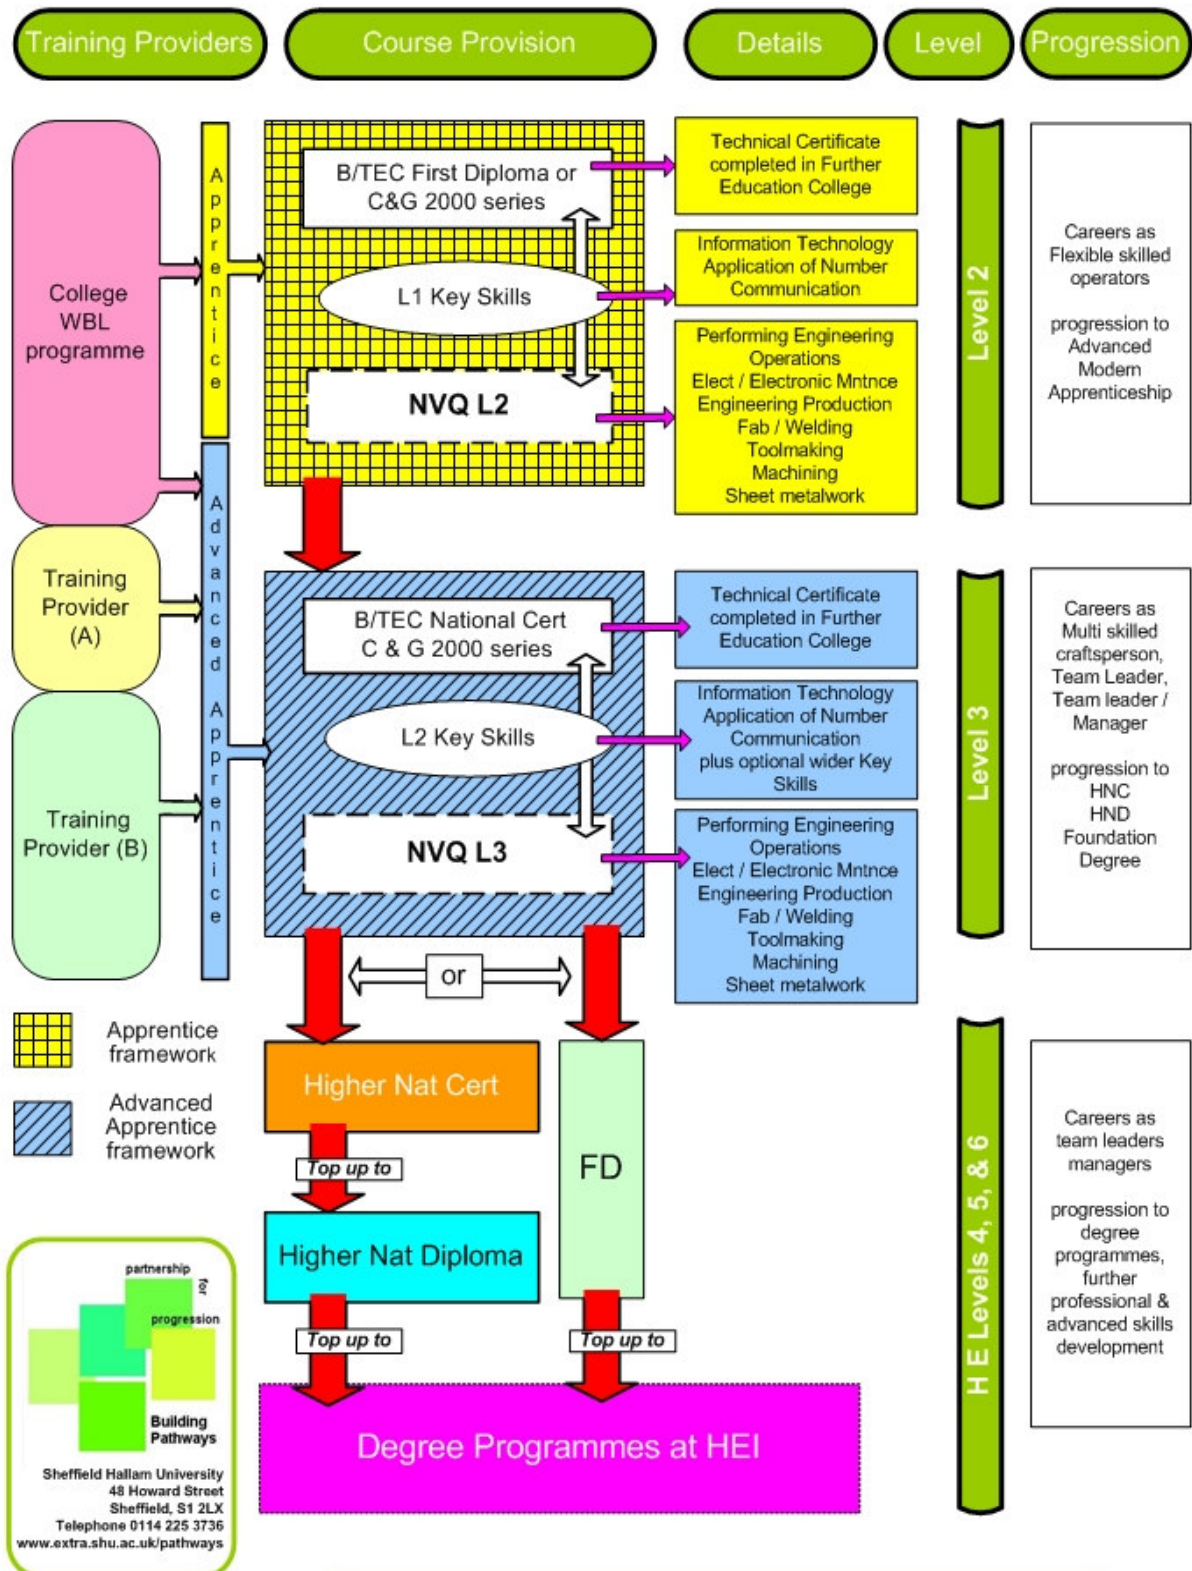 Training Providers
Course Provision
Details
Level
Progression
College
WBL
programme
Training
Provider
(A)
Training
Provider (B)
Apprentice
Advanced Apprentice
B/TEC First Diploma or
C&G 2000 series
L1 Key Skills
NVQ L2
Technical Certificate
completed in Further
Education College
Information Technology
Application of Number
Communication
Performing Engineering
Operations
Elect / Electronic Mntnce
Engineering Production
Fab / Welding
Toolmaking
Machining
Sheet metalwork
Level 2
Careers as
Flexible skilled
operators
progression to
Advanced
Modern
Apprenticeship
B/TEC National Cert
C & G 2000 series
L2 Key Skills
NVQ L3
Technical Certificate
completed in Further
Education College
Information Technology
Application of Number
Communication
plus optional wider Key
Skills
Performing Engineering
Operations
Elect / Electronic Mntnce
Engineering Production
Fab / Welding
Toolmaking
Machining
Sheet metalwork
Level 3
Careers as
Multi skilled
craftsperson,
Team Leader,
Team leader /
Manager
progression to
HNC
HND
Foundation
Degree
or
Apprentice
framework
Advanced
Apprentice
framework
Higher Nat Cert
Top up to
Higher Nat Diploma
Top up to
FD
Top up to
Degree Programmes at HEI
H E Levels 4, 5, & 6
Careers as
team leaders
managers
progression to
degree
programmes,
further
professional &
advanced skills
development
partnership
for
progression
Building
Pathways
Sheffield Hallam University
48 Howard Street
Sheffield, S1 2LX
Telephone 0114 225 3736
www.extra.shu.ac.uk/pathways